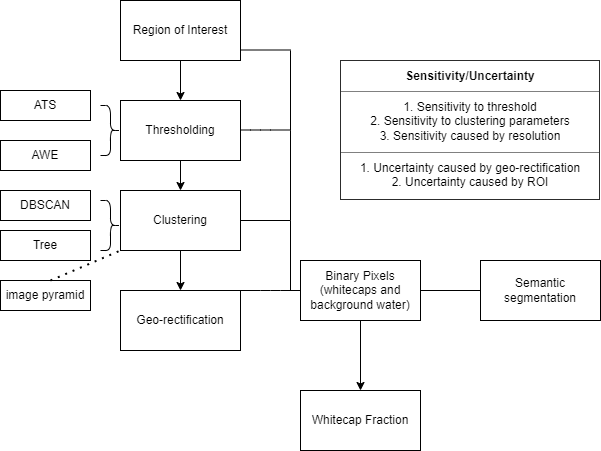 Region of Interest
ATS
Thresholding
AWE
DBSCAN
Clustering
Tree
image pyramid
Geo-rectification
Sensitivity/Uncertainty
1. Sensitivity to threshold
2. Sensitivity to clustering parameters
3. Sensitivity caused by resolution
1. Uncertainty caused by geo-rectification
2. Uncertainty caused by ROI
Binary Pixels
(whitecaps and
background water)
Semantic
segmentation
Whitecap Fraction